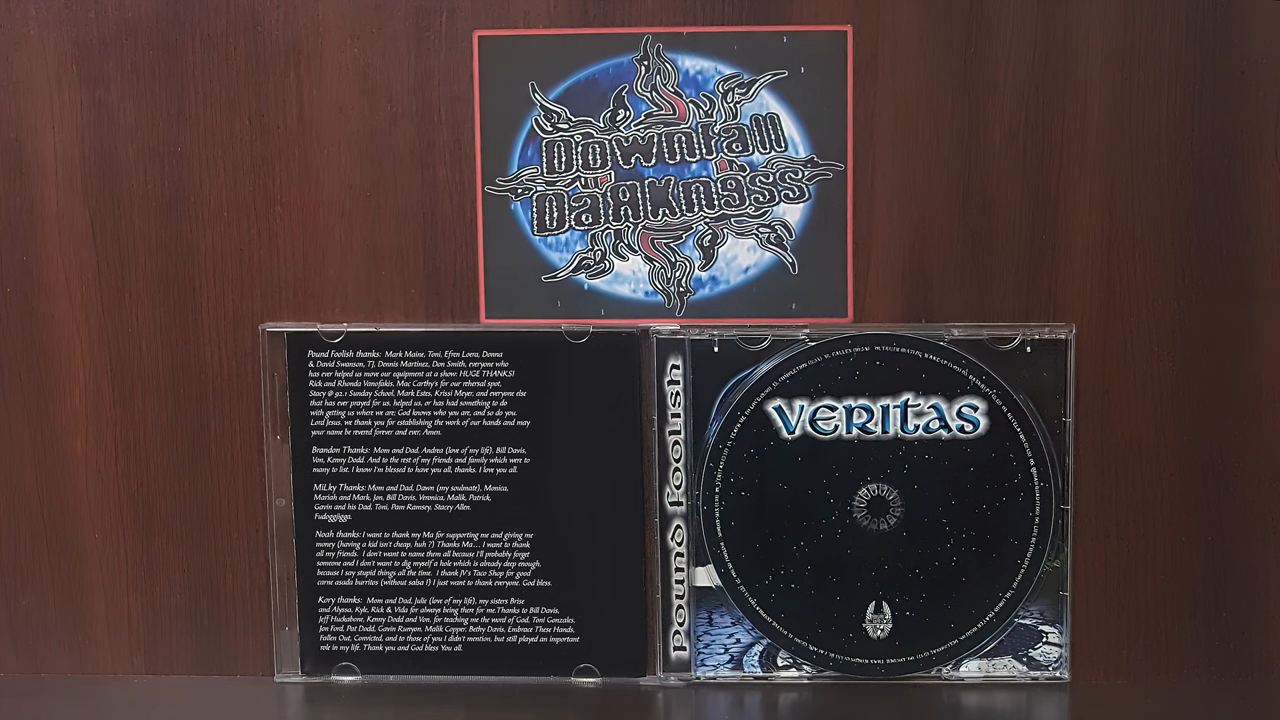 Downfall
Darkness
Pound Foolish thanks: Mark Maine, Toni, Efren Loera, Donna
& David Swanson, TJ, Dennis Martinez, Don Smith, everyone who
has ever helped us move our equipment at a show: HUGE THANKS!
Rick and Rhonda Vanofakis, Mac Carthy's for our rehersal spot,
Stacy @ 92.1 Sunday School, Mark Estes, Krissi Meyer, and everyone else
that has ever prayed for us, helped us, or has had something to do
with getting us where we are; God knows who you are, and so do you.
Lord Jesus, we thank you for establishing the work of our hands and may
your name be revered forever and ever, Amen.
Brandon Thanks: Mom and Dad, Andrea (love of my life), Bill Davis,
Von, Kenny Dodd. And to the rest of my friends and family which were to
many to list. I know I'm blessed to have you all, thanks. I love you all.
MiLky Thanks: Mom and Dad, Dawn (my soulmate), Monica,
Mariah and Mark, Jon, Bill Davis, Veronica, Malik, Patrick,
Gavin and his Dad, Toni, Pam Ramsey, Stacey Allen.
Fudoggjigga.
Noah thanks: I want to thank my Ma for supporting me and giving me
money (having a kid isn't cheap, huh ?) Thanks Ma... I want to thank
all my friends. I don't want to name them all because I'll probably forget
someone and I don't want to dig myself a hole which is already deep enough,
because I say stupid things all the time. I thank JV's Taco Shop for good
carne asada burritos (without salsa !) I just want to thank everyone. God bless.
Kory thanks: Mom and Dad, Julie (love of my life), my sisters Brise
and Alyssa, Kyle, Rick & Vida for always being there for me.Thanks to Bill Davis,
Jeff Huckabone, Kenny Dodd and Von, for teaching me the word of God. Toni Gonzales,
Jon Ford, Pat Dodd, Gavin Runyon, Malik Copper, Bethy Davis, Embrace These Hands,
Fallen Out, Convicted, and to those of you I didn't mention, but still played an important
role in my life. Thank you and God bless You all.
pound foolish
VERITAS